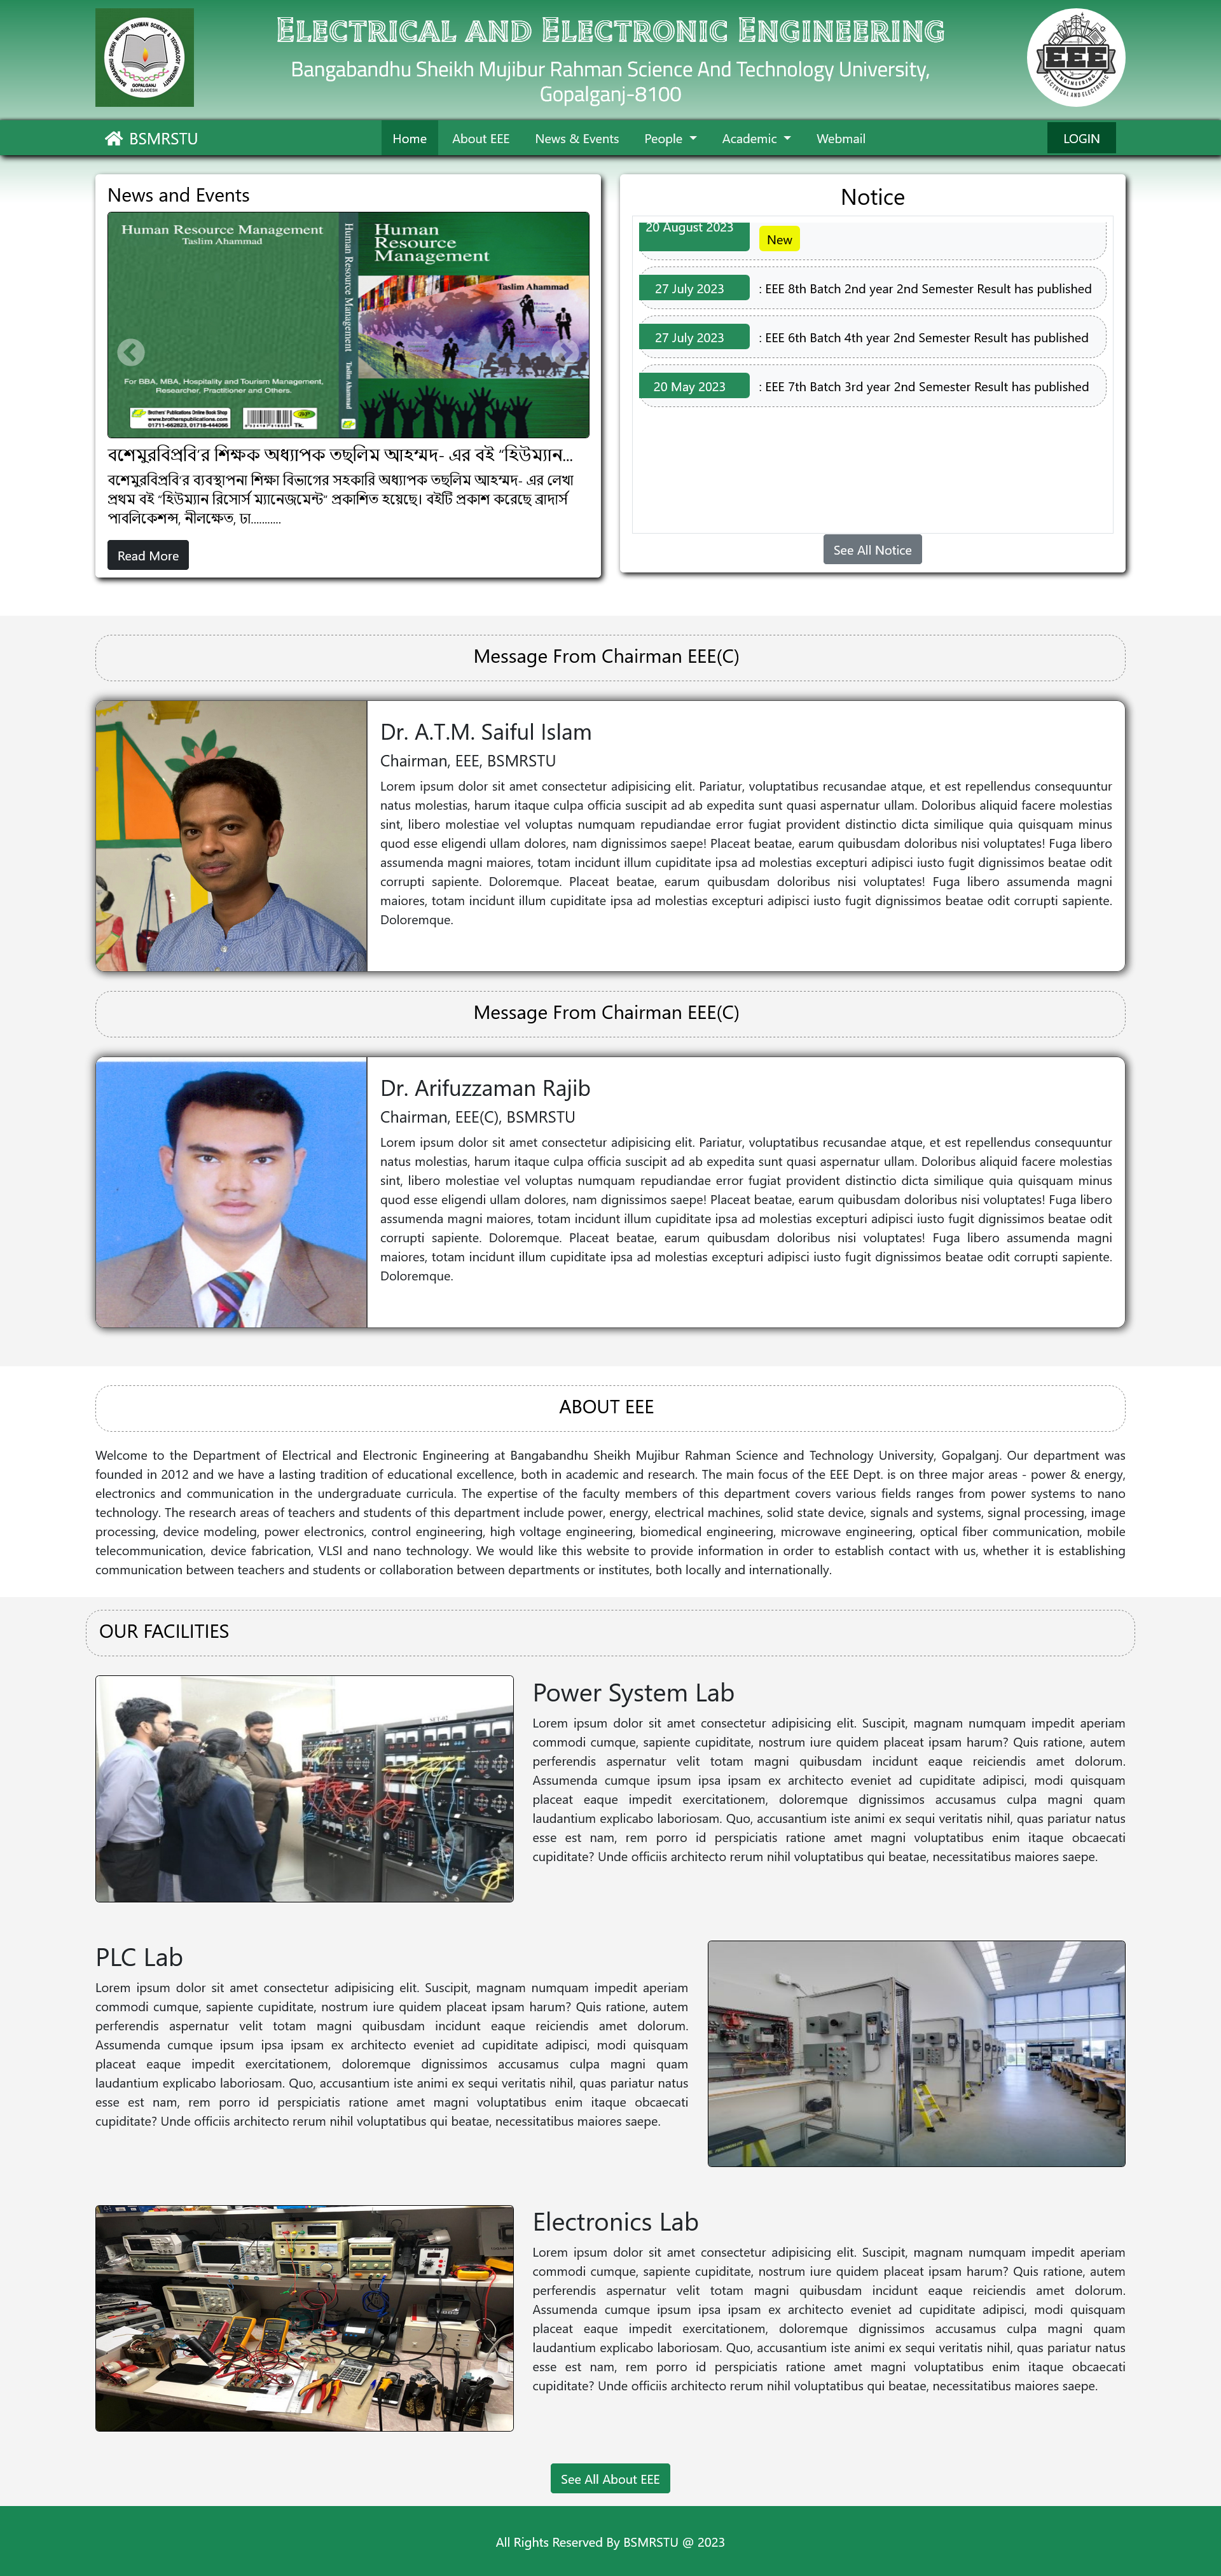 Electrical and Electronic Engineering
Bangabandhu Sheikh Mujibur Rahman Science And Technology University,
Gopalganj-8100
BANGABANDHU SHEIKH MUJIBUR RAHMAN SCIENCE & TECHNOLOGY UNIVERSITY
GOPALGANJ
BANGLADESH
EEE
ENGINEERING
ELECTRICAL AND ELECTRONIC
BSMRSTU
Home
About EEE
News & Events
People
Academic
Webmail
LOGIN
News and Events
Human Resource Management
Taslim Ahammad
For BBA, MBA, Hospitality and Tourism Management,
Researcher, Practitioner and Others.
Brothers' Publications Online Book Shop
www.brotherspublications.com
01711-662623, 01718-444066
Tk.
Human Resource Management
Taslim Ahammad
Human
Resource
Management
Taslim Ahammad
বশেমুরবিপ্রবি’র শিক্ষক অধ্যাপক তছলিম আহম্মদ- এর বই “হিউম্যান...
বশেমুরবিপ্রবি’র ব্যবস্থাপনা শিক্ষা বিভাগের সহকারি অধ্যাপক তছলিম আহম্মদ- এর লেখা
প্রথম বই “হিউম্যান রিসোর্স ম্যানেজমেন্ট” প্রকাশিত হয়েছে। বইটি প্রকাশ করেছে ব্রাদার্স
পাবলিকেশন্স, নীলক্ষেত, ঢা...........
Read More
Notice
20 August 2023
New
27 July 2023 : EEE 8th Batch 2nd year 2nd Semester Result has published
27 July 2023 : EEE 6th Batch 4th year 2nd Semester Result has published
20 May 2023 : EEE 7th Batch 3rd year 2nd Semester Result has published
See All Notice
Message From Chairman EEE(C)
Dr. A.T.M. Saiful Islam
Chairman, EEE, BSMRSTU
Lorem ipsum dolor sit amet consectetur adipisicing elit. Pariatur, voluptatibus recusandae atque, et est repellendus consequuntur
natus molestias, harum itaque culpa officia suscipit ad ab expedita sunt quasi aspernatur ullam. Doloribus aliquid facere molestias
sint, libero molestiae vel voluptas numquam repudiandae error fugiat provident distinctio dicta similique quia quisquam minus
quod esse eligendi ullam dolores, nam dignissimos saepe! Placeat beatae, earum quibusdam doloribus nisi voluptates! Fuga libero
assumenda magni maiores, totam incidunt illum cupiditate ipsa ad molestias excepturi adipisci iusto fugit dignissimos beatae odit
corrupti sapiente. Doloremque. Placeat beatae, earum quibusdam doloribus nisi voluptates! Fuga libero assumenda magni
maiores, totam incidunt illum cupiditate ipsa ad molestias excepturi adipisci iusto fugit dignissimos beatae odit corrupti sapiente.
Doloremque.
Message From Chairman EEE(C)
Dr. Arifuzzaman Rajib
Chairman, EEE(C), BSMRSTU
Lorem ipsum dolor sit amet consectetur adipisicing elit. Pariatur, voluptatibus recusandae atque, et est repellendus consequuntur
natus molestias, harum itaque culpa officia suscipit ad ab expedita sunt quasi aspernatur ullam. Doloribus aliquid facere molestias
sint, libero molestiae vel voluptas numquam repudiandae error fugiat provident distinctio dicta similique quia quisquam minus
quod esse eligendi ullam dolores, nam dignissimos saepe! Placeat beatae, earum quibusdam doloribus nisi voluptates! Fuga libero
assumenda magni maiores, totam incidunt illum cupiditate ipsa ad molestias excepturi adipisci iusto fugit dignissimos beatae odit
corrupti sapiente. Doloremque. Placeat beatae, earum quibusdam doloribus nisi voluptates! Fuga libero assumenda magni
maiores, totam incidunt illum cupiditate ipsa ad molestias excepturi adipisci iusto fugit dignissimos beatae odit corrupti sapiente.
Doloremque.
ABOUT EEE
Welcome to the Department of Electrical and Electronic Engineering at Bangabandhu Sheikh Mujibur Rahman Science and Technology University, Gopalganj. Our department was
founded in 2012 and we have a lasting tradition of educational excellence, both in academic and research. The main focus of the EEE Dept. is on three major areas - power & energy,
electronics and communication in the undergraduate curricula. The expertise of the faculty members of this department covers various fields ranges from power systems to nano
technology. The research areas of teachers and students of this department include power, energy, electrical machines, solid state device, signals and systems, signal processing, image
processing, device modeling, power electronics, control engineering, high voltage engineering, biomedical engineering, microwave engineering, optical fiber communication, mobile
telecommunication, device fabrication, VLSI and nano technology. We would like this website to provide information in order to establish contact with us, whether it is establishing
communication between teachers and students or collaboration between departments or institutes, both locally and internationally.
OUR FACILITIES
Power System Lab
Lorem ipsum dolor sit amet consectetur adipisicing elit. Suscipit, magnam numquam impedit aperiam
commodi cumque, sapiente cupiditate, nostrum iure quidem placeat ipsam harum? Quis ratione, autem
perferendis aspernatur velit totam magni quibusdam incidunt eaque reiciendis amet dolorum.
Assumenda cumque ipsum ipsa ipsam ex architecto eveniet ad cupiditate adipisci, modi quisquam
placeat eaque impedit exercitationem, doloremque dignissimos accusamus culpa magni quam
laudantium explicabo laboriosam. Quo, accusantium iste animi ex sequi veritatis nihil, quas pariatur natus
esse est nam, rem porro id perspiciatis ratione amet magni voluptatibus enim itaque obcaecati
cupiditate? Unde officiis architecto rerum nihil voluptatibus qui beatae, necessitatibus maiores saepe.
PLC Lab
Lorem ipsum dolor sit amet consectetur adipisicing elit. Suscipit, magnam numquam impedit aperiam
commodi cumque, sapiente cupiditate, nostrum iure quidem placeat ipsam harum? Quis ratione, autem
perferendis aspernatur velit totam magni quibusdam incidunt eaque reiciendis amet dolorum.
Assumenda cumque ipsum ipsa ipsam ex architecto eveniet ad cupiditate adipisci, modi quisquam
placeat eaque impedit exercitationem, doloremque dignissimos accusamus culpa magni quam
laudantium explicabo laboriosam. Quo, accusantium iste animi ex sequi veritatis nihil, quas pariatur natus
esse est nam, rem porro id perspiciatis ratione amet magni voluptatibus enim itaque obcaecati
cupiditate? Unde officiis architecto rerum nihil voluptatibus qui beatae, necessitatibus maiores saepe.
Electronics Lab
Lorem ipsum dolor sit amet consectetur adipisicing elit. Suscipit, magnam numquam impedit aperiam
commodi cumque, sapiente cupiditate, nostrum iure quidem placeat ipsam harum? Quis ratione, autem
perferendis aspernatur velit totam magni quibusdam incidunt eaque reiciendis amet dolorum.
Assumenda cumque ipsum ipsa ipsam ex architecto eveniet ad cupiditate adipisci, modi quisquam
placeat eaque impedit exercitationem, doloremque dignissimos accusamus culpa magni quam
laudantium explicabo laboriosam. Quo, accusantium iste animi ex sequi veritatis nihil, quas pariatur natus
esse est nam, rem porro id perspiciatis ratione amet magni voluptatibus enim itaque obcaecati
cupiditate? Unde officiis architecto rerum nihil voluptatibus qui beatae, necessitatibus maiores saepe.
See All About EEE
All Rights Reserved By BSMRSTU @ 2023